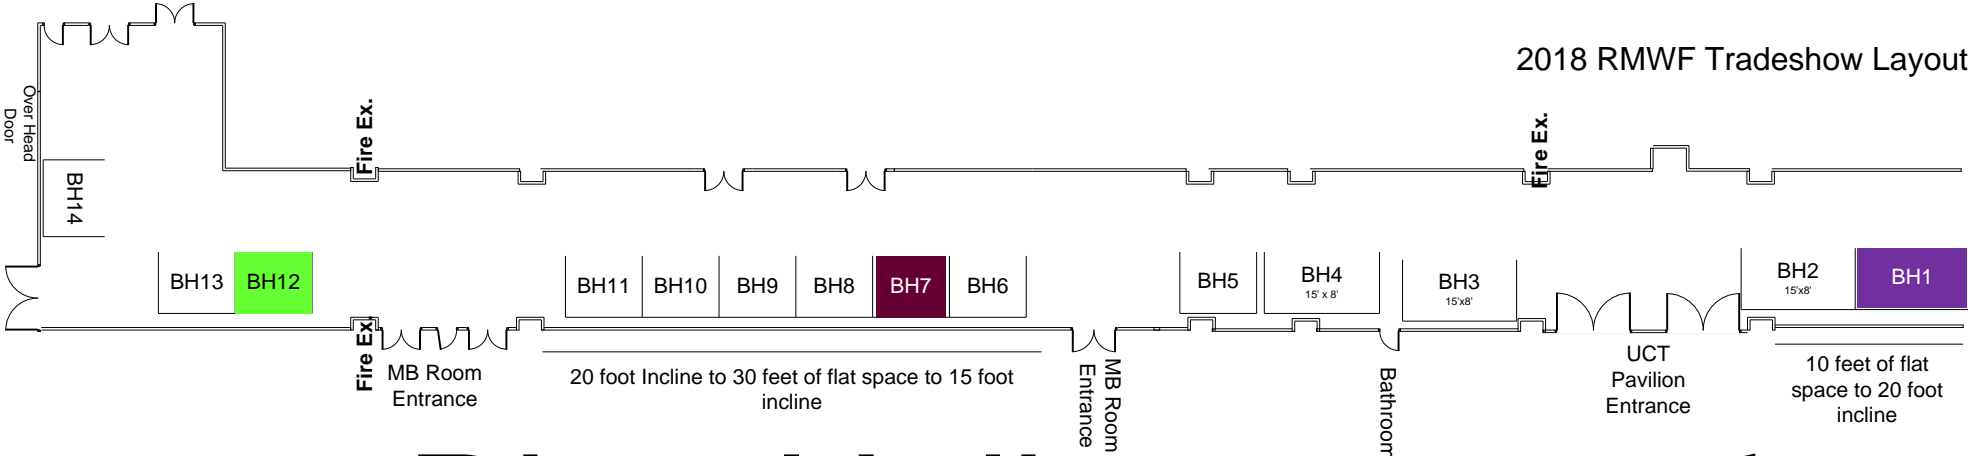 2018 RMWF Tradeshow Layout
Over Head
Door
Fire Ex.
Fire Ex.
BH14
BH13
BH12
BH11
BH10
BH9
BH8
BH7
BH6
BH5
BH4
15' x 8'
BH3
15'x8'
BH2
15'x8'
BH1
Fire Ex.
MB Room
Entrance
20 foot Incline to 30 feet of flat space to 15 foot
incline
MB Room
Entrance
Bathroom
UCT
Pavilion
Entrance
10 feet of flat
space to 20 foot
incline